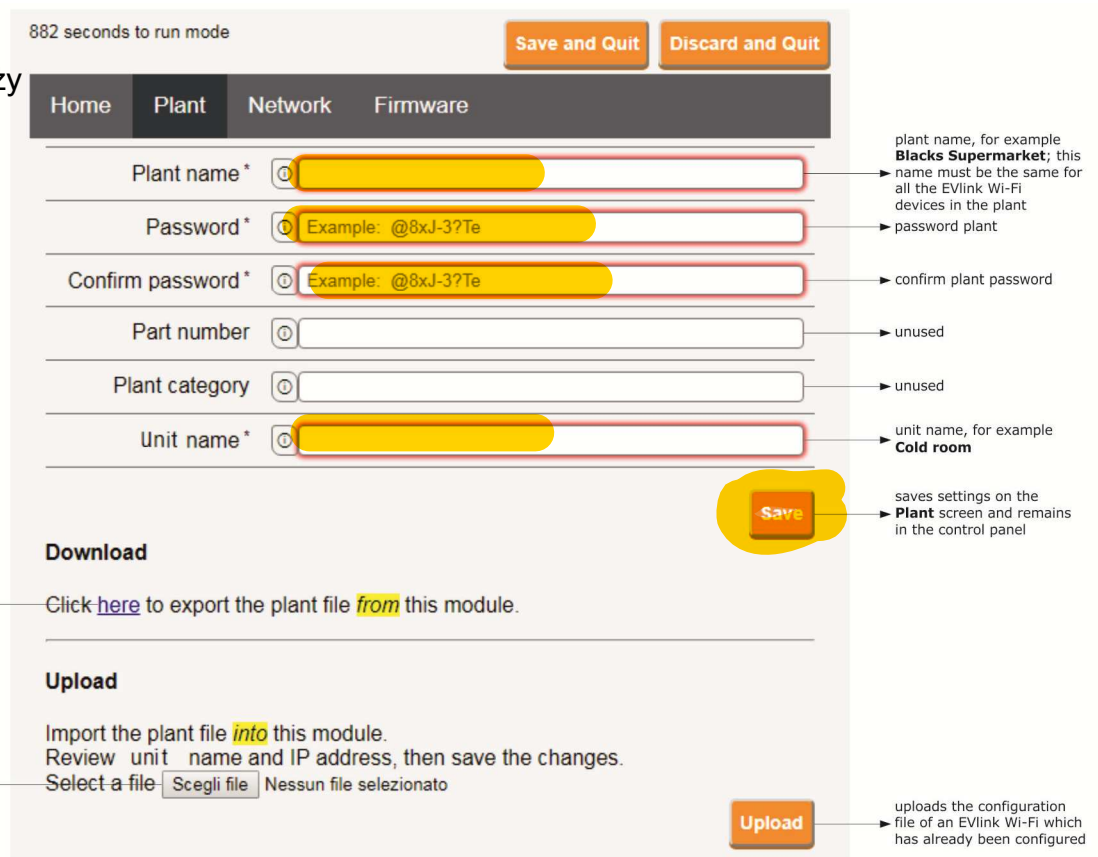 882 seconds to run mode
Save and Quit
Discard and Quit
zy
Home Plant Network Firmware
Plant name *
plant name, for example
Blacks Supermarket; this
name must be the same for
all the EVlink Wi-Fi
devices in the plant
Password *
Example: @8xJ-3?Te
password plant
Confirm password *
Example: @8xJ-3?Te
confirm plant password
Part number
unused
Plant category
unused
Unit name *
unit name, for example
Cold room
Save
saves settings on the
Plant screen and remains
in the control panel
Download
Click here to export the plant file from this module.
Upload
Import the plant file into this module.
Review unit name and IP address, then save the changes.
Select a file Scegli file Nessun file selezionato
Upload
uploads the configuration
file of an EVlink Wi-Fi which
has already been configured